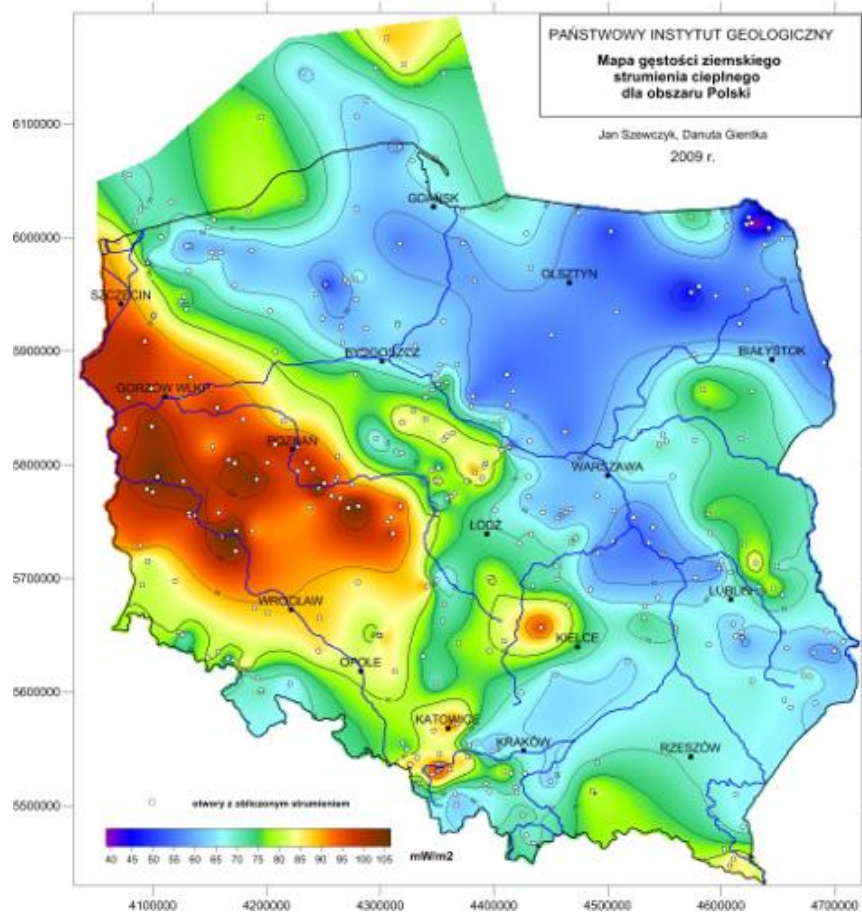 PAŃSTWOWY INSTYTUT GEOLOGICZNY
Mapa gęstości ziemskiego
strumienia cieplnego
dla obszaru Polski
Jan Szewczyk, Danuta Gientka
2009 r.
6100000
GDAŃSK
6000000
OLSZTYN
SZCZECIN
5900000
BYDGOSZCZ
BIAŁYSTOK
GORZÓW WLKP
POZNAŃ
5800000
WARSZAWA
ŁÓDŹ
5700000
LUBLIN
WROCŁAW
KIELCE
OPOLE
5600000
KATOWICE
KRAKÓW
RZESZÓW
5500000
otwory z obliczonym strumieniem
40 45 50 55 60 65 70 75 80 85 90 95 100 105
mW/m2
4100000 4200000 4300000 4400000 4500000 4600000 4700000